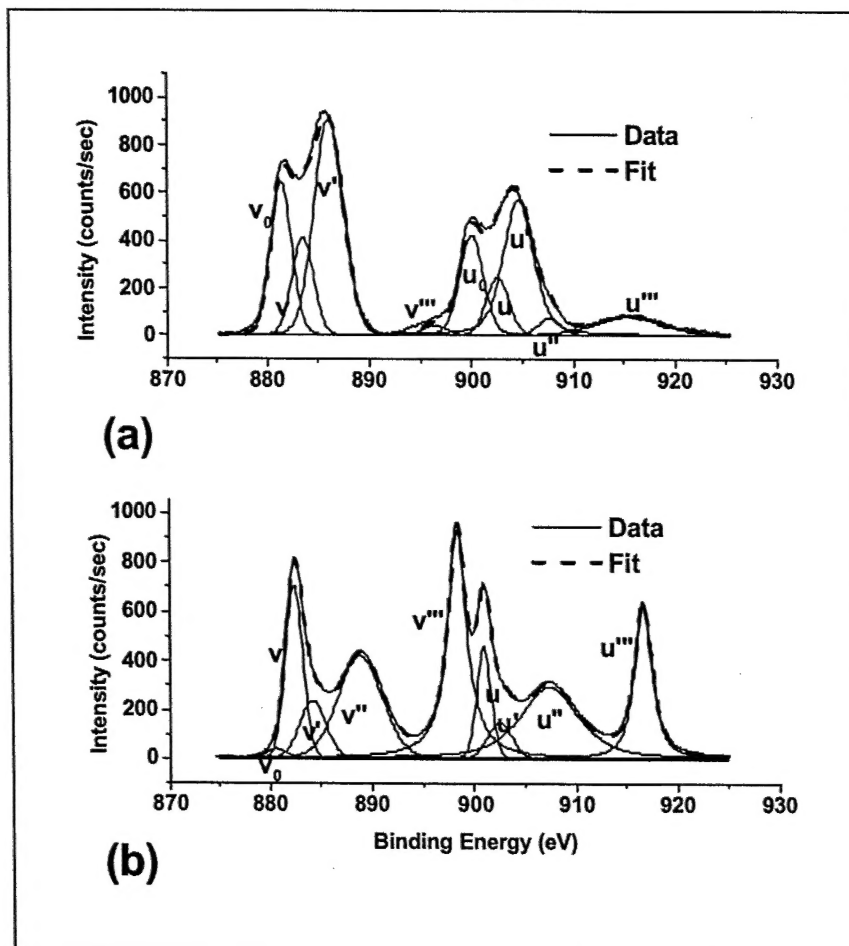 1000
800
600
400
200
0
Intensity (counts/sec)
v₀
v
v'
v'''
u₀
u
u'
u''
u'''
Data
Fit
870 880 890 900 910 920 930
(a)
1000
800
600
400
200
0
Intensity (counts/sec)
v
v₀
v'
v''
v'''
u
u'
u''
u'''
Data
Fit
870 880 890 900 910 920 930
Binding Energy (eV)
(b)